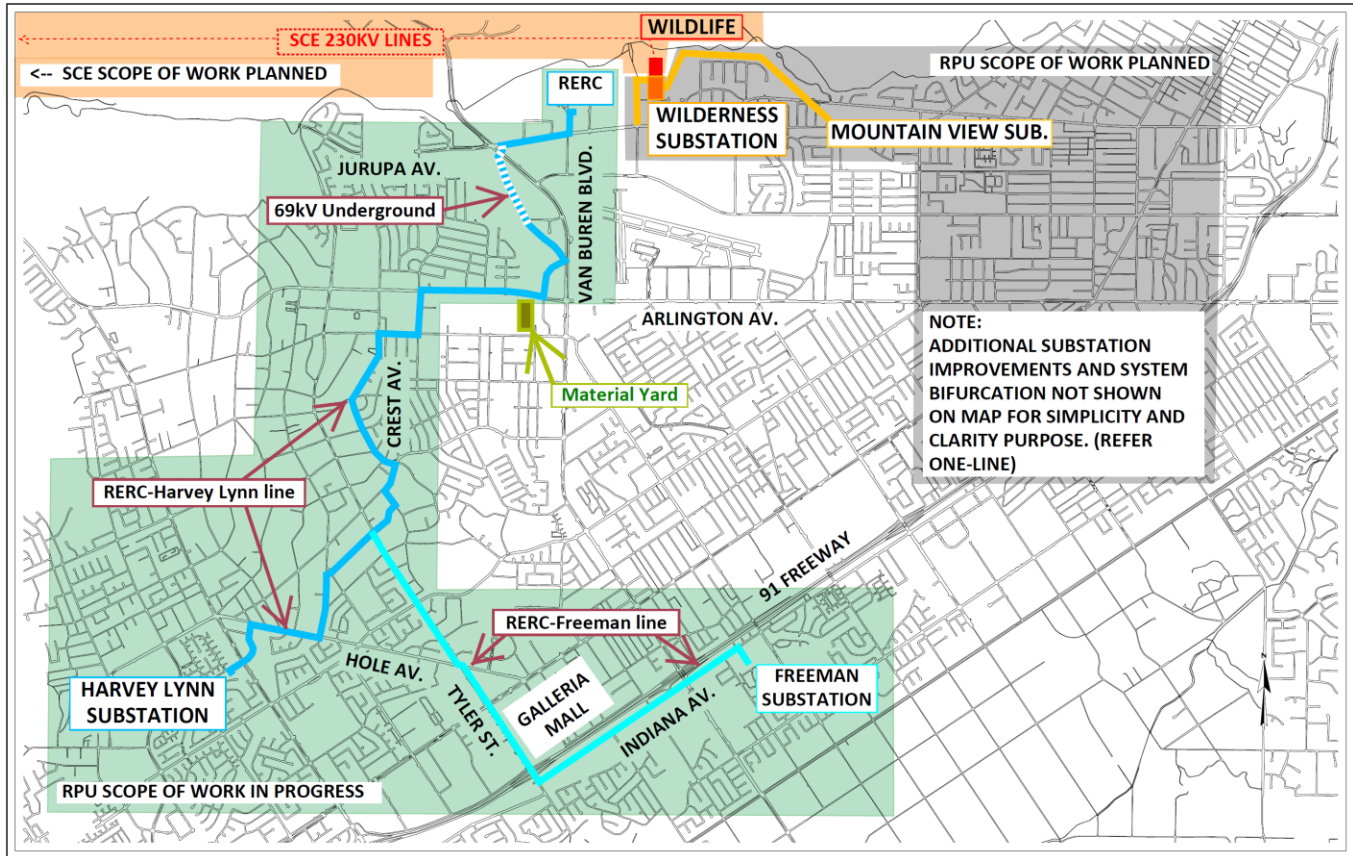 WILDLIFE
SCE 230KV LINES
<-- SCE SCOPE OF WORK PLANNED
RPU SCOPE OF WORK PLANNED
RERC
WILDERNESS
SUBSTATION
MOUNTAIN VIEW SUB.
JURUPA AV.
VAN BUREN BLVD.
69kV Underground
ARLINGTON AV.
NOTE:
ADDITIONAL SUBSTATION
IMPROVEMENTS AND SYSTEM
BIFURCATION NOT SHOWN
ON MAP FOR SIMPLICITY AND
CLARITY PURPOSE. (REFER
ONE-LINE)
Material Yard
CREST AV.
RERC-Harvey Lynn line
91 FREEWAY
RERC-Freeman line
HOLE AV.
HARVEY LYNN
SUBSTATION
TYLER ST.
GALLERIA
MALL
INDIANA AV.
FREEMAN
SUBSTATION
N
RPU SCOPE OF WORK IN PROGRESS